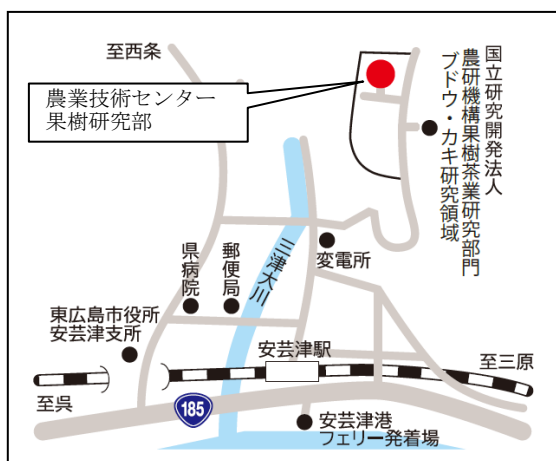 至西条
農業技術センター
果樹研究部
国立研究開発法人
農研機構果樹茶業研究部門
ブドウ・カキ研究領域
変電所
三津大川
郵便局
県病院
東広島市役所
安芸津支所
安芸津駅
至三原
至呉
185
安芸津港
フェリー発着場